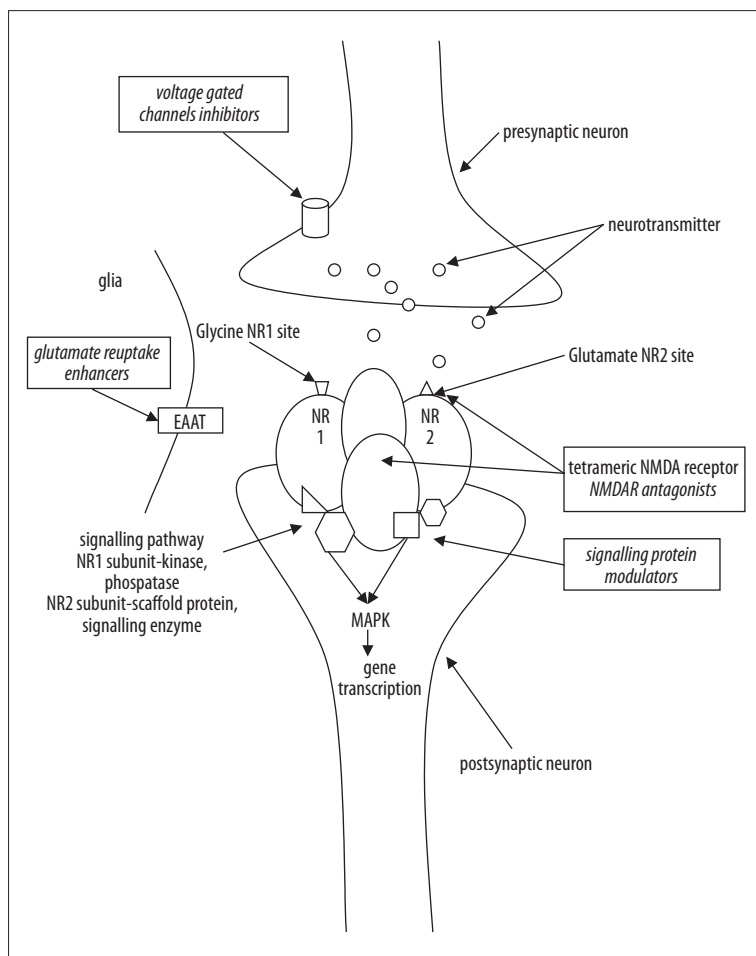 voltage gated
channels inhibitors
presynaptic neuron
neurotransmitter
glia
Glycine NR1 site
glutamate reuptake
enhancers
Glutamate NR2 site
EAAT
NR
1
NR
2
tetrameric NMDA receptor
NMDAR antagonists
signalling pathway
NR1 subunit-kinase,
phospatase
NR2 subunit-scaffold protein,
signalling enzyme
signalling protein
modulators
MAPK
gene
transcription
postsynaptic neuron